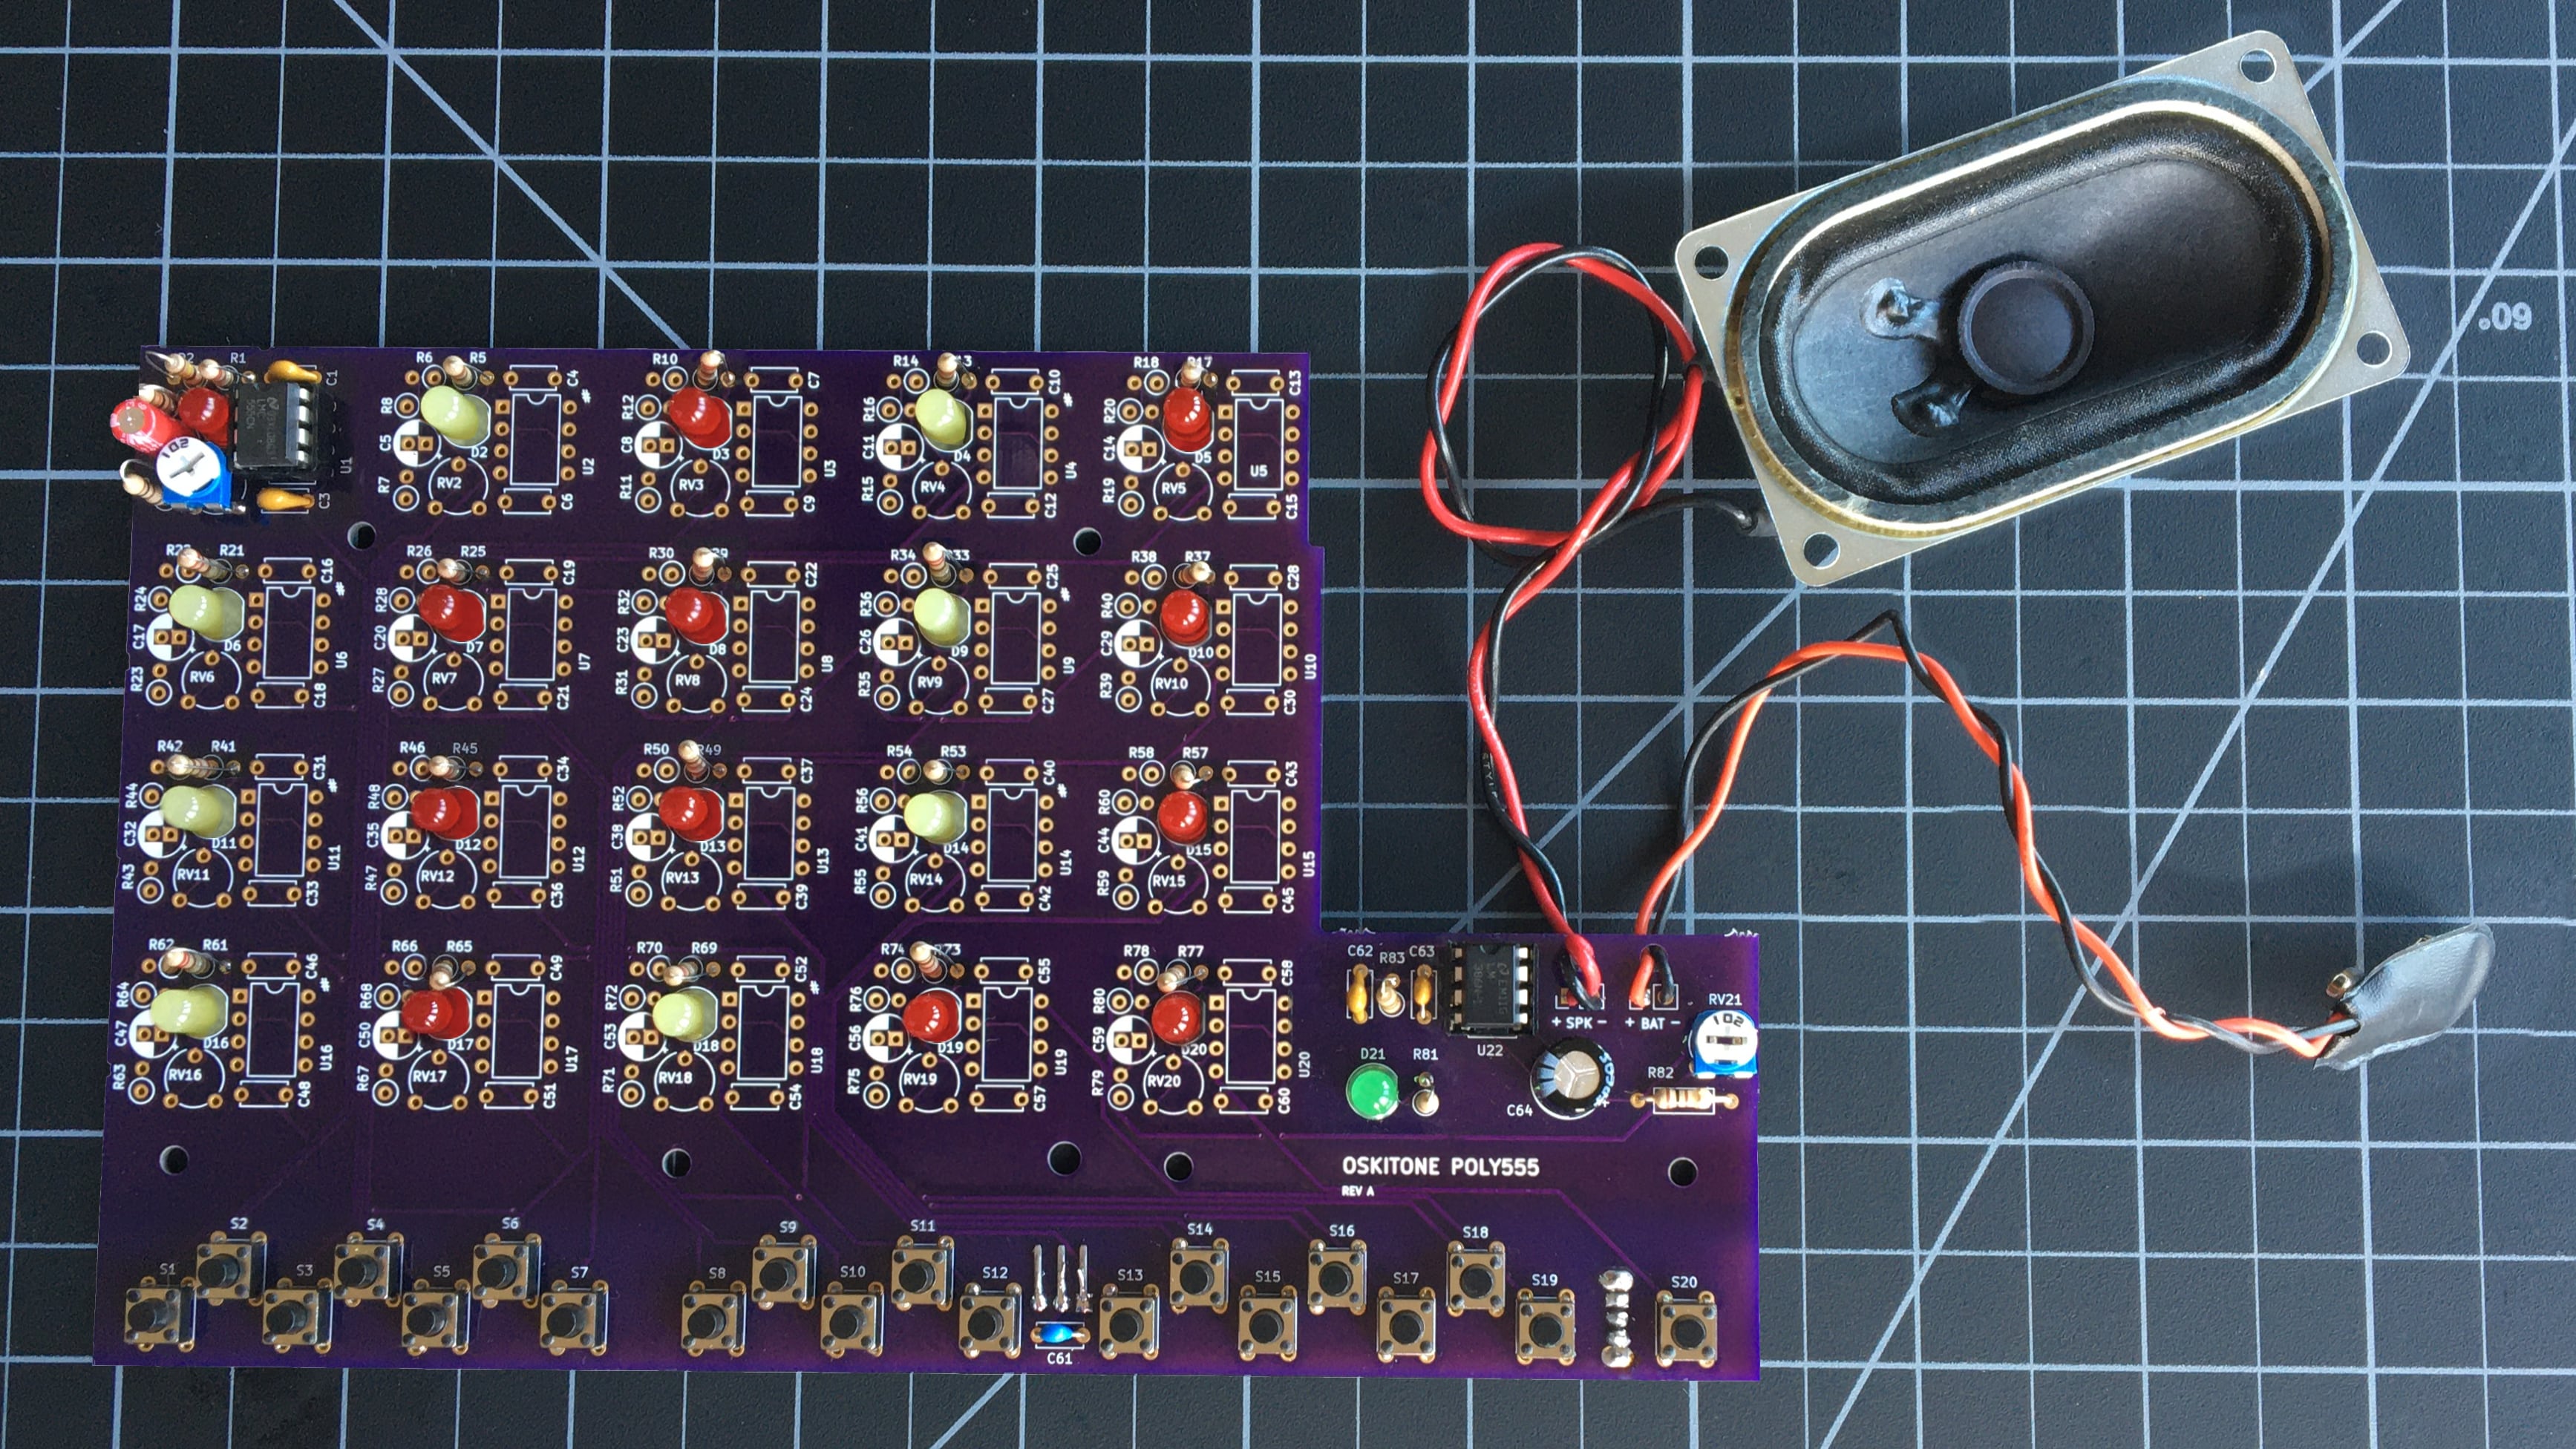 .09
R1
C1
U1
C3
102
R6 R5
C4
#
R8
C5
D2
U2
R7
RV2
C6
R10
C7
R12
C8
D3
U3
R11
RV3
C9
R14
C10
#
R16
C11
D4
U4
R15
RV4
C12
R18
C13
R20
C14
D5
U5
R19
RV5
C15
R21
C16
#
R24
C17
D6
U6
R23
RV6
C18
R26 R25
C19
R28
C20
D7
U7
R27
RV7
C21
R30
C22
R32
C23
D8
U8
R31
RV8
C24
R34
C25
#
R36
C26
D9
U9
R35
RV9
C27
R38 R37
C28
R40
C29
D10
U10
R39
RV10
C30
R42 R41
C31
#
R44
C32
D11
U11
R43
RV11
C33
R46 R45
C34
R48
C35
D12
U12
R47
RV12
C36
R50 R49
C37
R52
C38
D13
U13
R51
RV13
C39
R54 R53
C40
#
R56
C41
D14
U14
R55
RV14
C42
R58 R57
C43
R60
C44
D15
U15
R59
RV15
C45
R62 R61
C46
#
R64
C47
D16
U16
R63
RV16
C48
R66 R65
C49
R68
C50
D17
U17
R67
RV17
C51
R70 R69
C52
#
R72
C53
D18
U18
R71
RV18
C54
R74
C55
R76
C56
D19
U19
R75
RV19
C57
R78 R77
C58
R80
C59
D20
U20
R79
RV20
C60
C62 R83 C63
U22
+ SPK -
+ BAT -
RV21
102
D21 R81
C64
R82
OSKITONE POLY555
REV A
S1 S2 S3 S4 S5 S6 S7
S8 S9 S10 S11 S12
S13 S14 S15 S16 S17 S18 S19 S20
C61